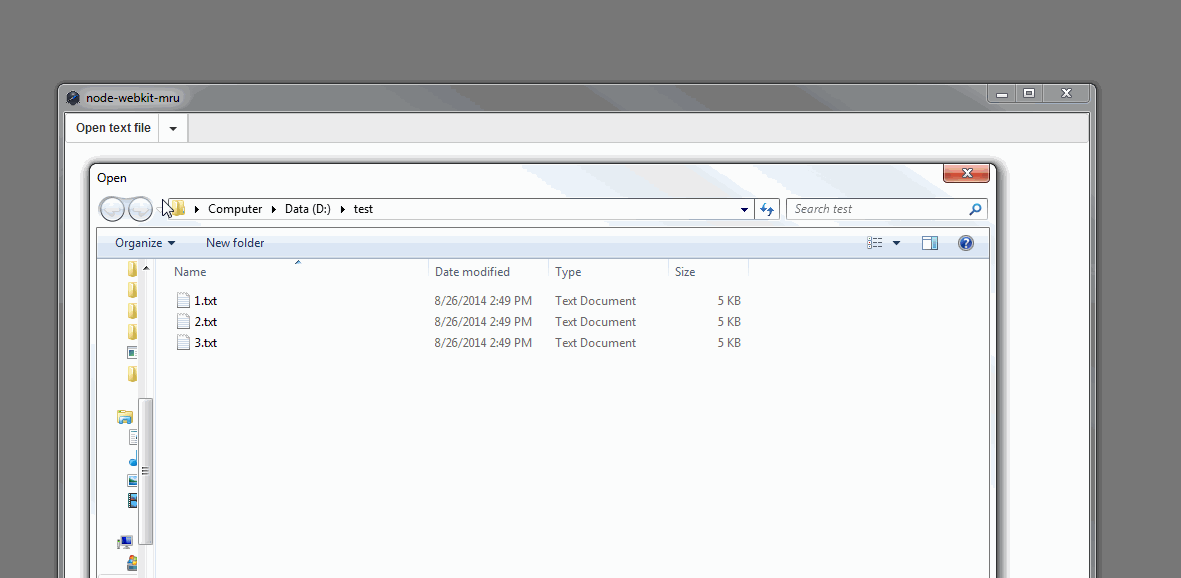 node-webkit-mru
Open text file
Open
Computer Data (D:) test Search test
Organize New folder
Name Date modified Type Size
1.txt 8/26/2014 2:49 PM Text Document 5 KB
2.txt 8/26/2014 2:49 PM Text Document 5 KB
3.txt 8/26/2014 2:49 PM Text Document 5 KB